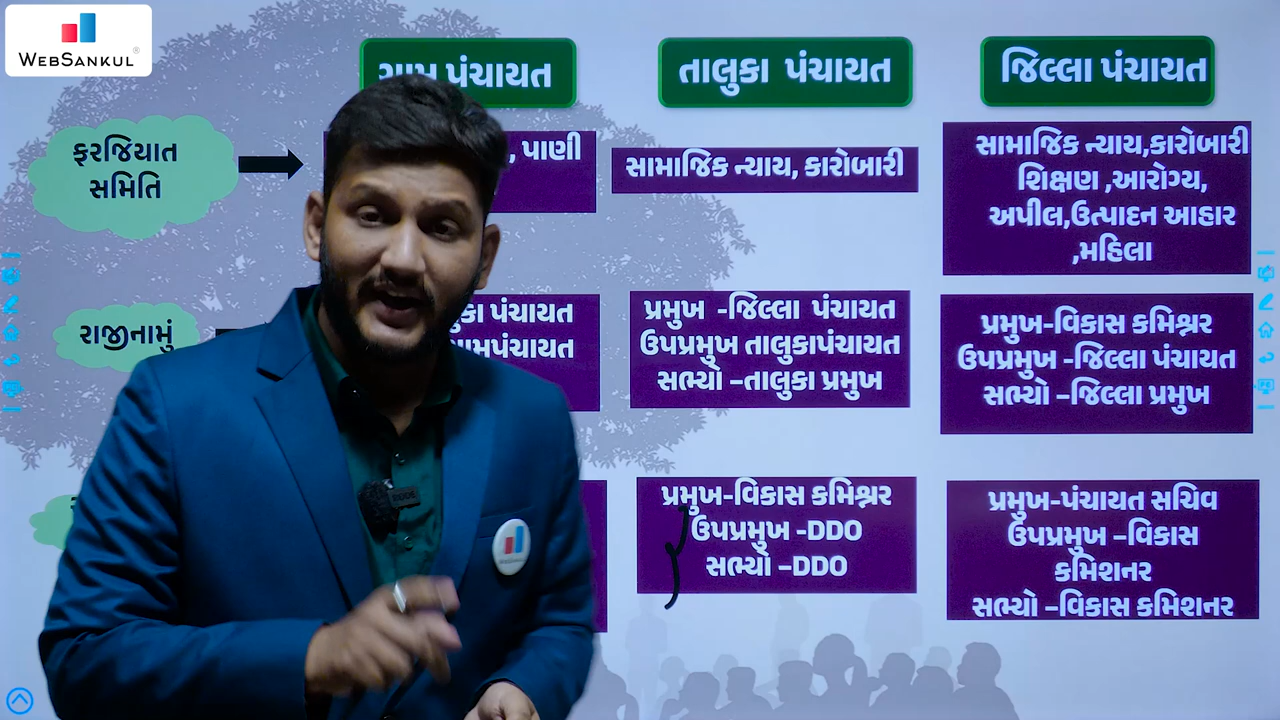 WEBSANKUL®
ગ્રામ પંચાયત
તાલુકા પંચાયત
જિલ્લા પંચાયત
ફરજિયાત
સમિતિ
, પાણી
સામાજિક ન્યાય, કારોબારી
સામાજિક ન્યાય,કારોબારી
શિક્ષણ ,આરોગ્ય,
અપીલ,ઉત્પાદન આહાર
,મહિલા
રાજીનામું
પંચાયત
પ્રમુખ -જિલ્લા પંચાયત
ઉપપ્રમુખ તાલુકાપંચાયત
સભ્યો –તાલુકા પ્રમુખ
પ્રમુખ-વિકાસ કમિશ્નર
ઉપપ્રમુખ -જિલ્લા પંચાયત
સભ્યો –જિલ્લા પ્રમુખ
પ્રમુખ-વિકાસ કમિશ્નર
ઉપપ્રમુખ -DDO
સભ્યો –DDO
પ્રમુખ-પંચાયત સચિવ
ઉપપ્રમુખ –વિકાસ
કમિશનર
સભ્યો –વિકાસ કમિશનર